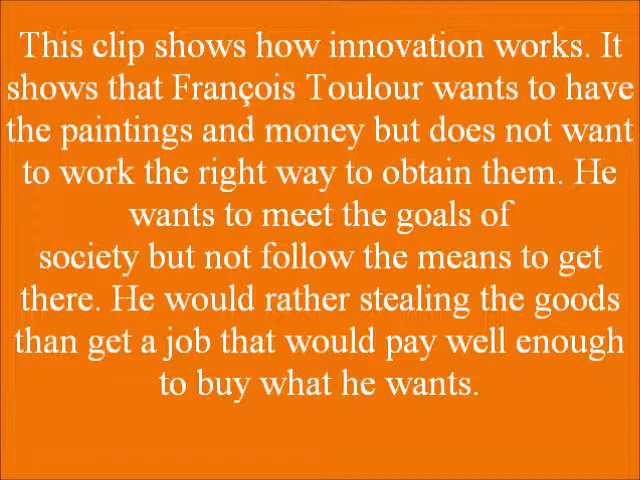 This clip shows how innovation works. It
shows that François Toulour wants to have
the paintings and money but does not want
to work the right way to obtain them. He
wants to meet the goals of
society but not follow the means to get
there. He would rather stealing the goods
than get a job that would pay well enough
to buy what he wants.